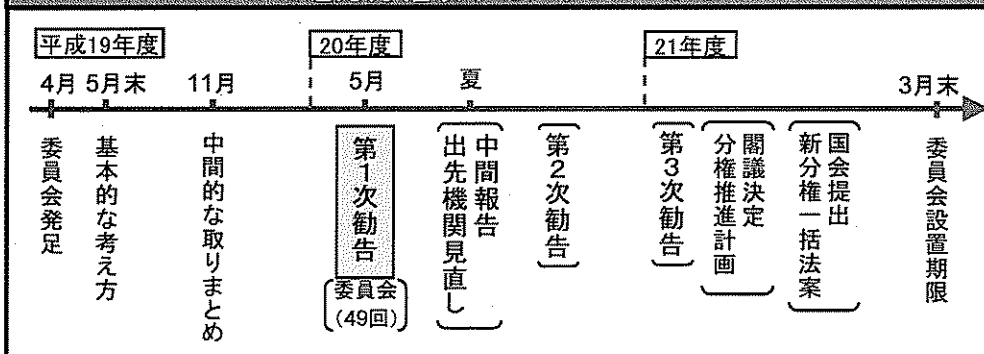 平成19年度
20年度
21年度
4月
5月末
11月
5月
夏
3月末
委員会発足
基本的な考え方
中間的な取りまとめ
第1次勧告
委員会
(49回)
中間報告
出先機関見直し
第2次勧告
第3次勧告
閣議決定
分権推進計画
国会提出
新分権一括法案
委員会設置期限